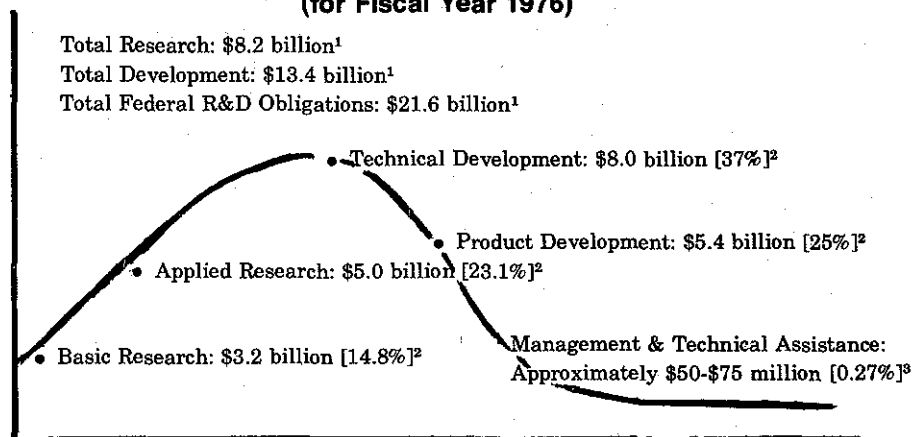 (for Fiscal Year 1976)
Total Research: $8.2 billion¹
Total Development: $13.4 billion¹
Total Federal R&D Obligations: $21.6 billion¹
• Technical Development: $8.0 billion [37%]²
• Product Development: $5.4 billion [25%]²
• Applied Research: $5.0 billion [23.1%]²
• Basic Research: $3.2 billion [14.8%]²
Management & Technical Assistance:
Approximately $50-$75 million [0.27%]³